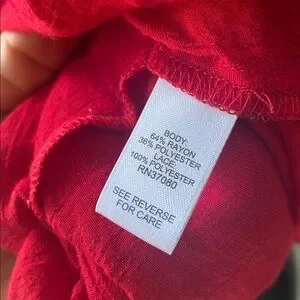 BODY:
64% RAYON
36% POLYESTER
LACE:
100% POLYESTER
RN37080
SEE REVERSE
FOR CARE